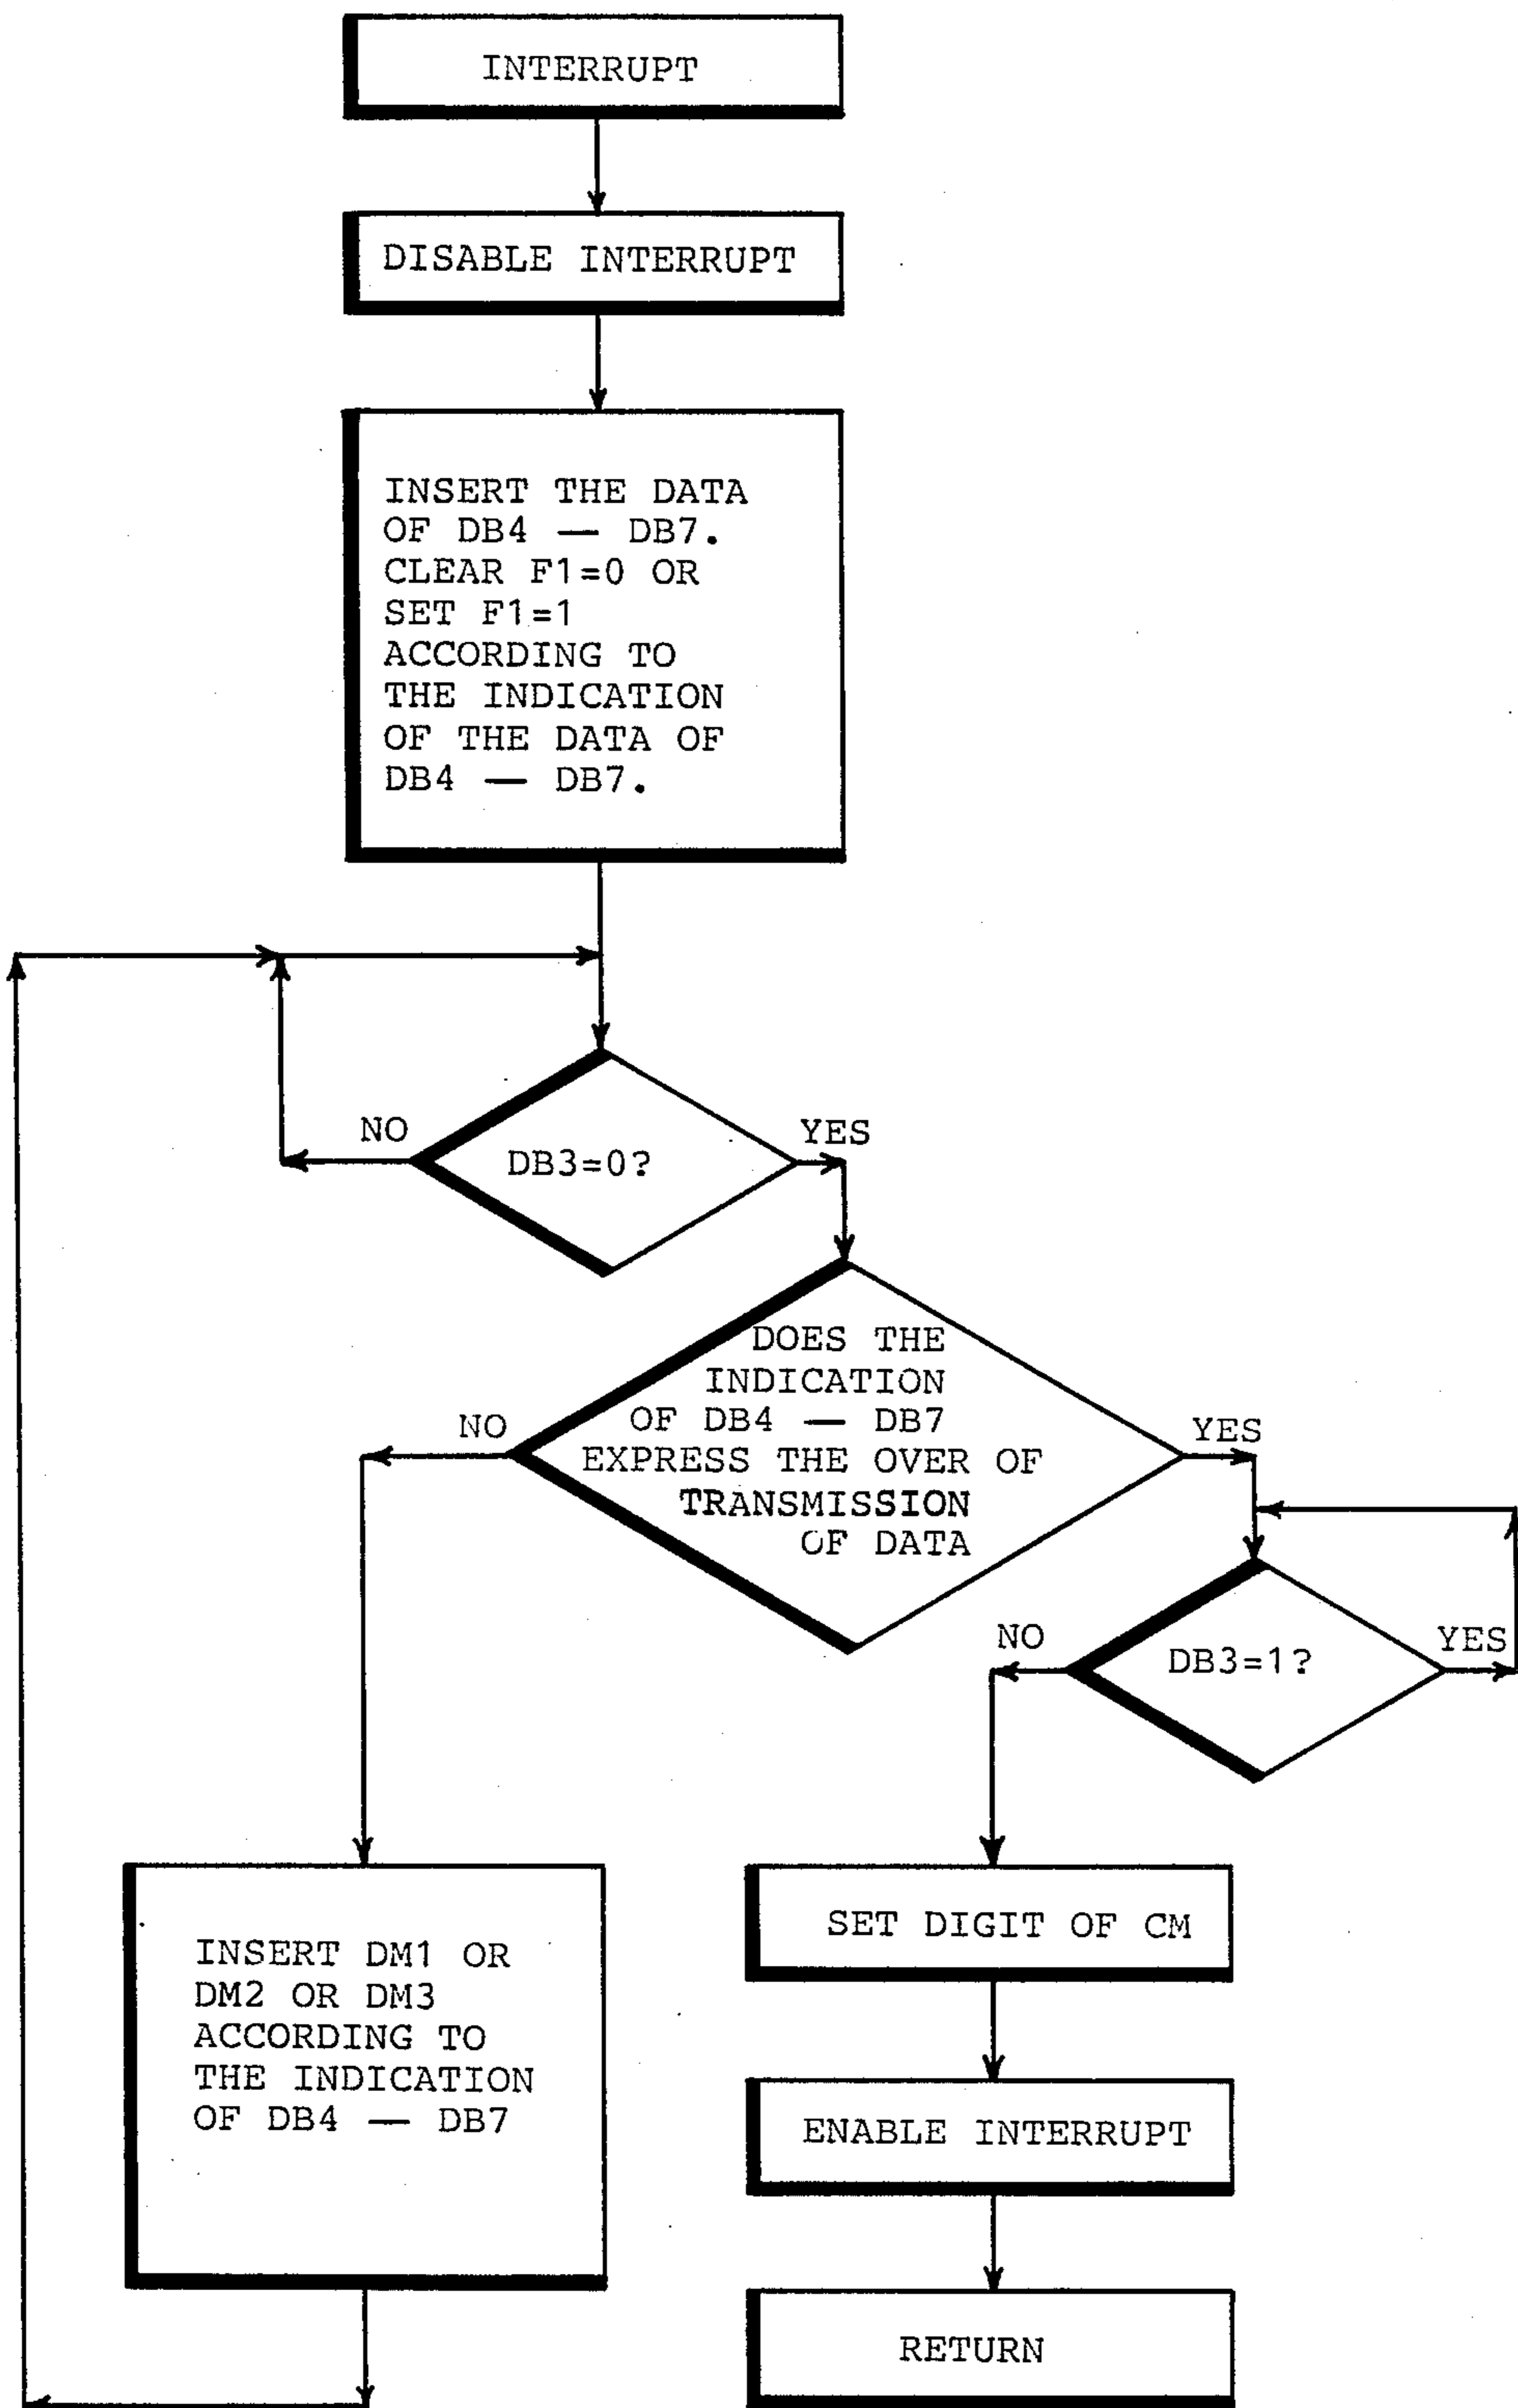 INTERRUPT
DISABLE INTERRUPT
INSERT THE DATA
OF DB4 — DB7.
CLEAR F1=0 OR
SET F1=1
ACCORDING TO
THE INDICATION
OF THE DATA OF
DB4 — DB7.
NO
DB3=0?
YES
DOES THE
INDICATION
OF DB4 — DB7
EXPRESS THE OVER OF
TRANSMISSION
OF DATA
NO
YES
NO
DB3=1?
YES
INSERT DM1 OR
DM2 OR DM3
ACCORDING TO
THE INDICATION
OF DB4 — DB7
SET DIGIT OF CM
ENABLE INTERRUPT
RETURN